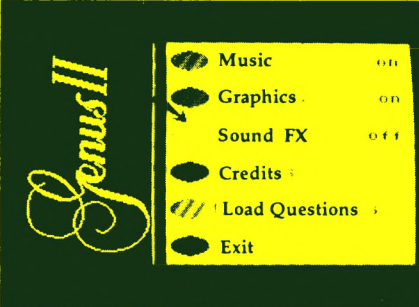 Genus II
Music on
Graphics on
Sound FX off
Credits
Load Questions
Exit